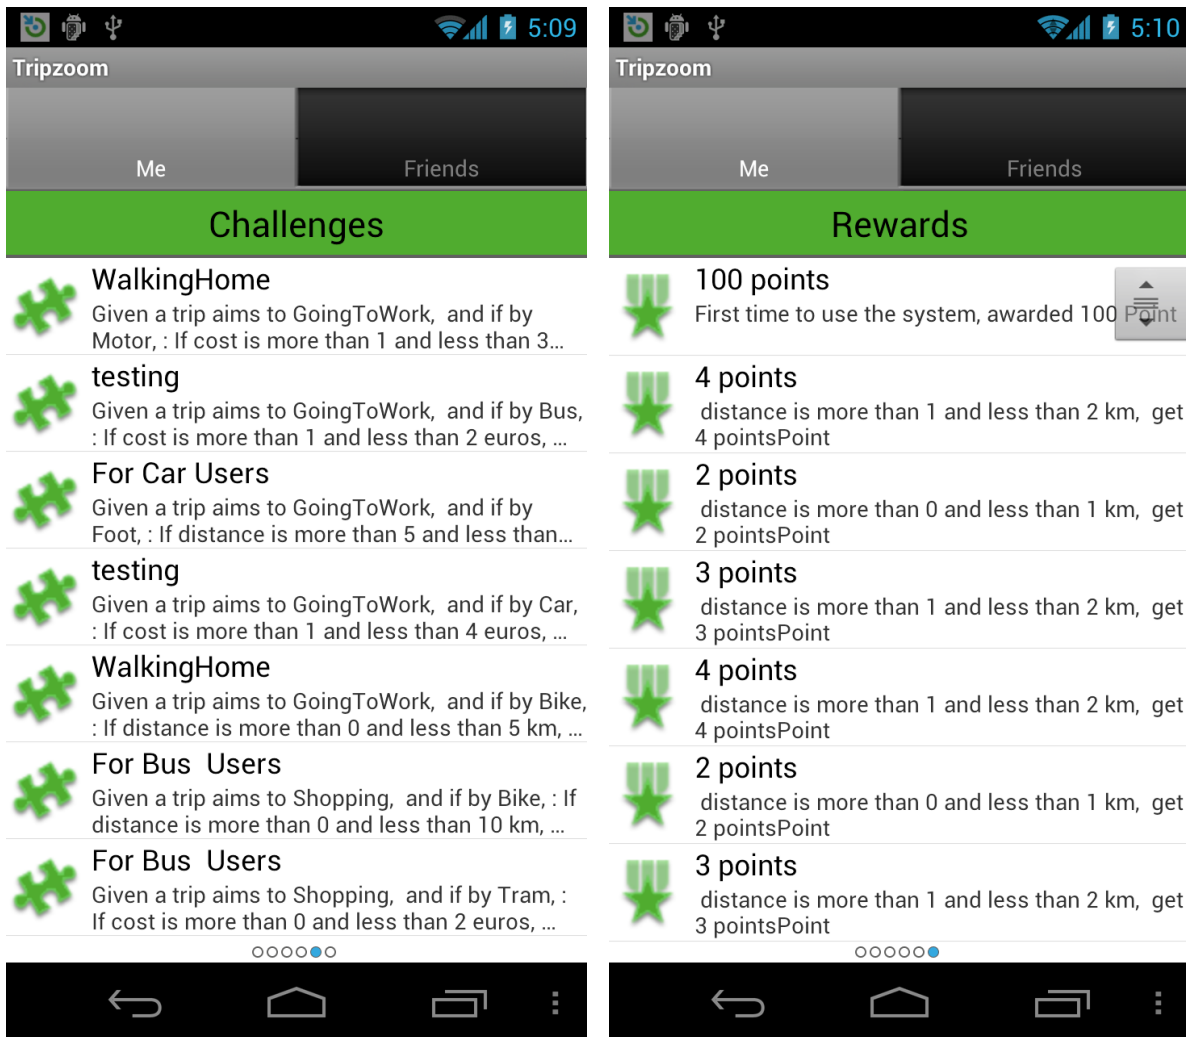 5:09
Tripzoom
Me
Friends
Challenges
WalkingHome
Given a trip aims to GoingToWork,  and if by
Motor, : If cost is more than 1 and less than 3...
testing
Given a trip aims to GoingToWork,  and if by Bus,
: If cost is more than 1 and less than 2 euros, ...
For Car Users
Given a trip aims to GoingToWork,  and if by
Foot, : If distance is more than 5 and less than...
testing
Given a trip aims to GoingToWork,  and if by Car,
: If cost is more than 1 and less than 4 euros, ...
WalkingHome
Given a trip aims to GoingToWork,  and if by Bike,
: If distance is more than 0 and less than 5 km, ...
For Bus  Users
Given a trip aims to Shopping,  and if by Bike, : If
distance is more than 0 and less than 10 km, ...
For Bus  Users
Given a trip aims to Shopping,  and if by Tram, :
If cost is more than 0 and less than 2 euros, ...
5:10
Tripzoom
Me
Friends
Rewards
100 points
First time to use the system, awarded 100 Point
4 points
distance is more than 1 and less than 2 km,  get
4 pointsPoint
2 points
distance is more than 0 and less than 1 km,  get
2 pointsPoint
3 points
distance is more than 1 and less than 2 km,  get
3 pointsPoint
4 points
distance is more than 1 and less than 2 km,  get
4 pointsPoint
2 points
distance is more than 0 and less than 1 km,  get
2 pointsPoint
3 points
distance is more than 1 and less than 2 km,  get
3 pointsPoint